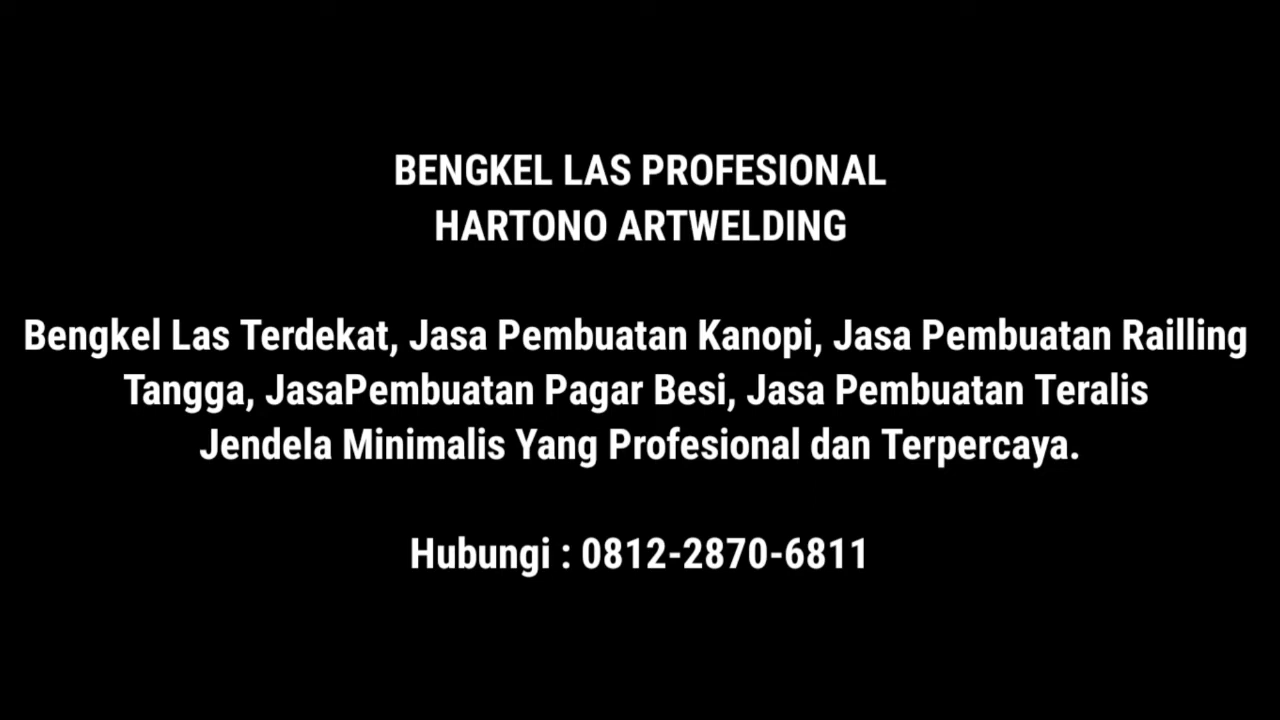 BENGKEL LAS PROFESIONAL
HARTONO ARTWELDING
Bengkel Las Terdekat, Jasa Pembuatan Kanopi, Jasa Pembuatan Railling
Tangga, JasaPembuatan Pagar Besi, Jasa Pembuatan Teralis
Jendela Minimalis Yang Profesional dan Terpercaya.
Hubungi : 0812-2870-6811